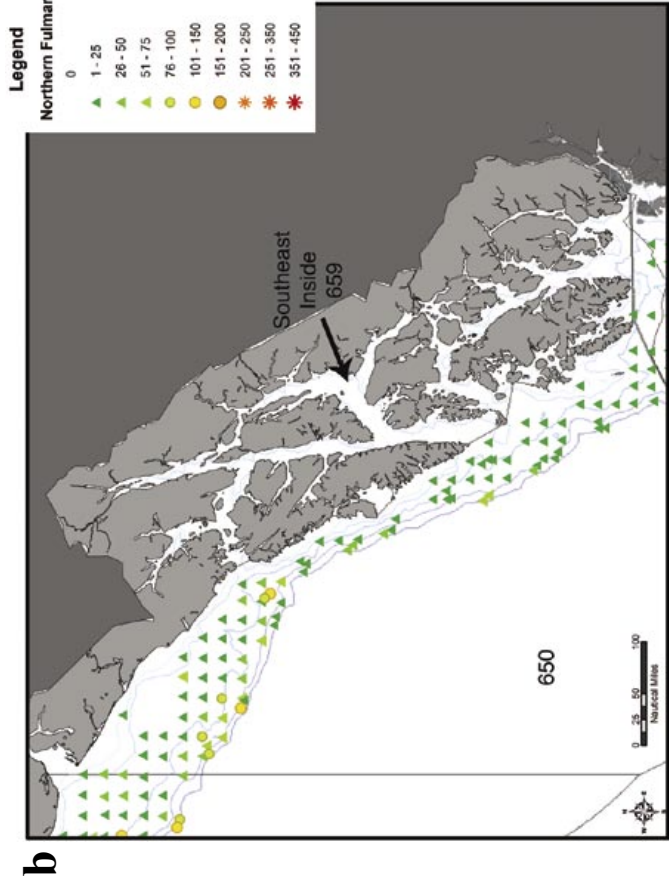 b
Legend
Northern Fulmar
0
1 - 25
26 - 50
51 - 75
76 - 100
101 - 150
151 - 200
201 - 250
251 - 350
351 - 450
Southeast
Inside
659
650
0 25 50 100
Nautical Miles